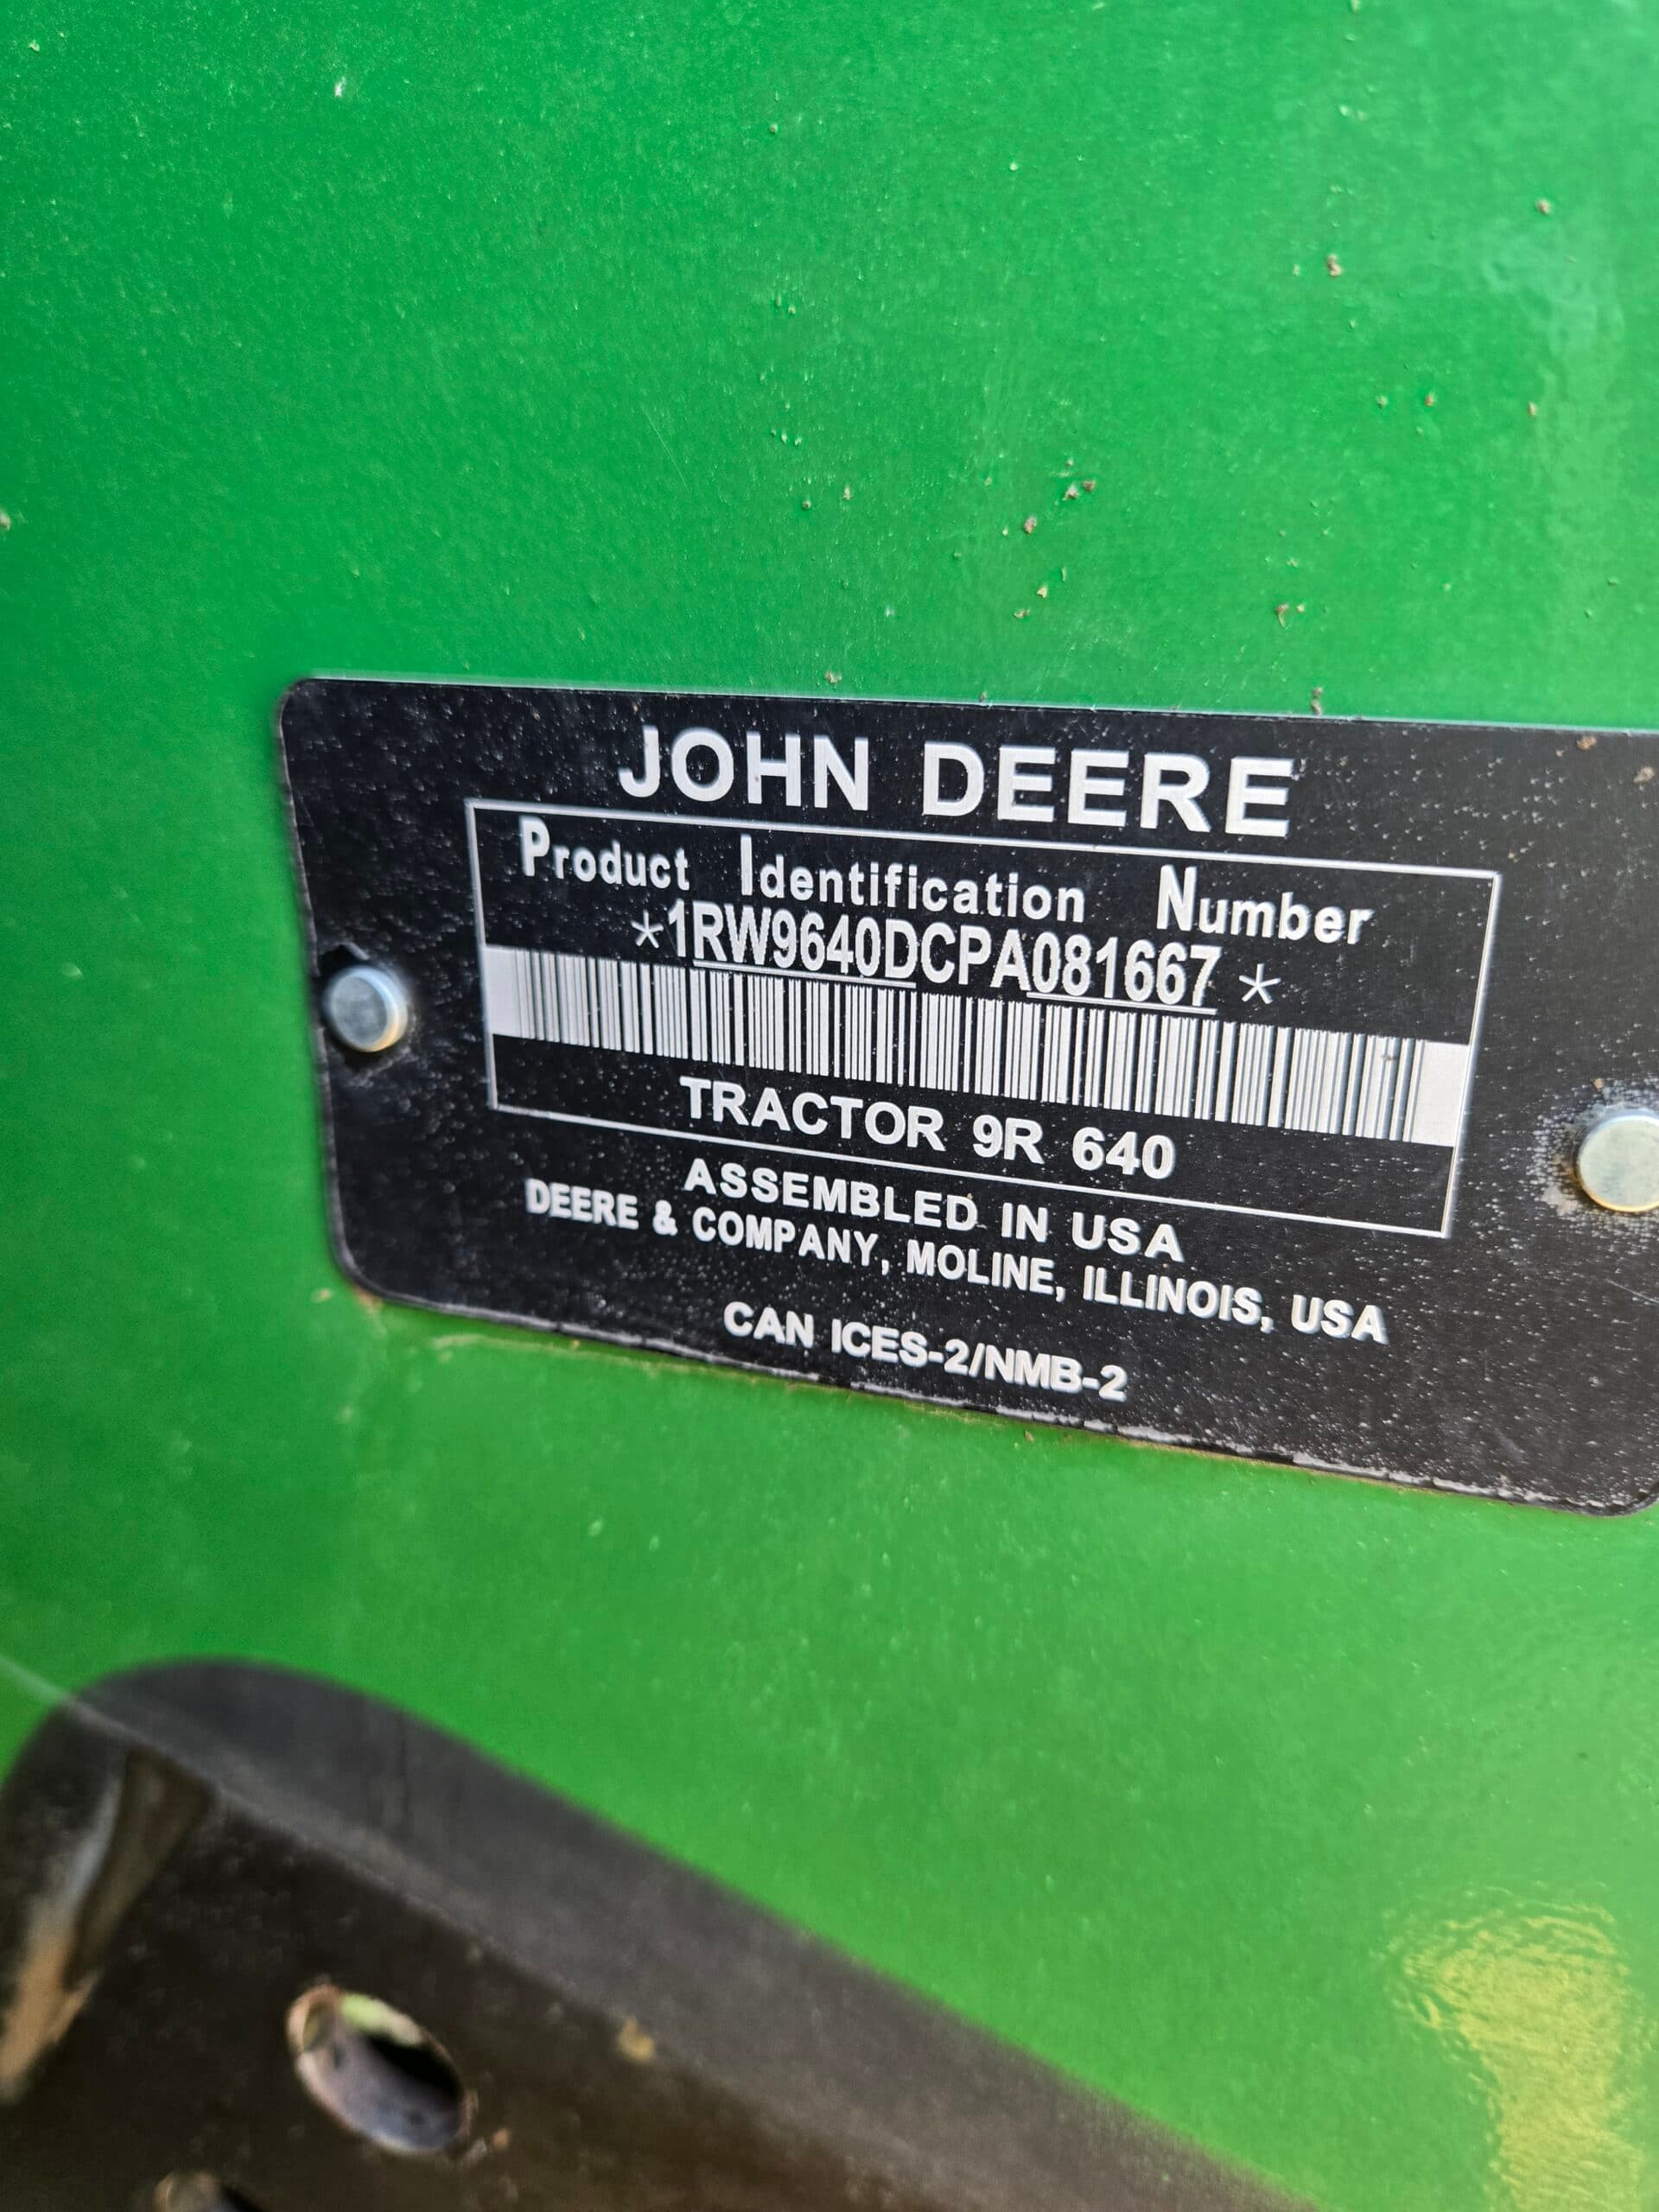 JOHN DEERE
Product Identification Number
*1RW9640DCPA081667*
TRACTOR 9R 640
ASSEMBLED IN USA
DEERE & COMPANY, MOLINE, ILLINOIS, USA
CAN ICES-2/NMB-2